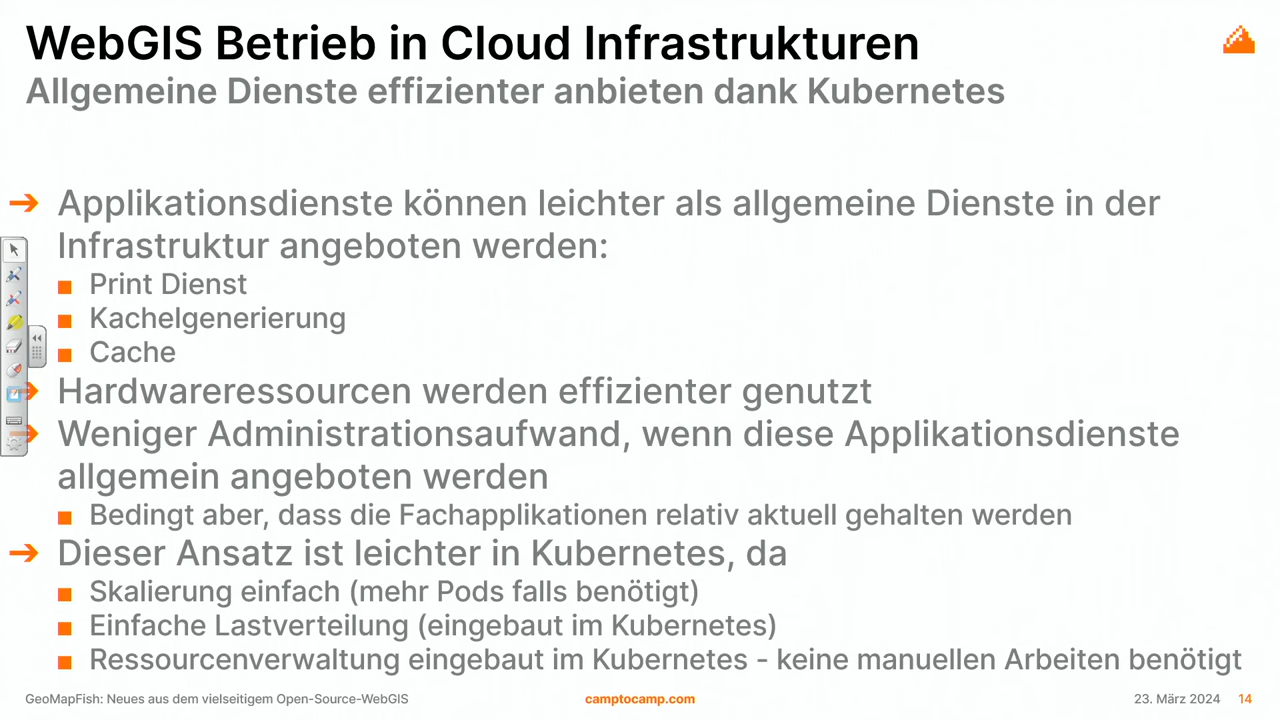 WebGIS Betrieb in Cloud Infrastrukturen
Allgemeine Dienste effizienter anbieten dank Kubernetes
➔ Applikationsdienste können leichter als allgemeine Dienste in der
Infrastruktur angeboten werden:
■ Print Dienst
■ Kachelgenerierung
■ Cache
➔ Hardwareressourcen werden effizienter genutzt
➔ Weniger Administrationsaufwand, wenn diese Applikationsdienste
allgemein angeboten werden
■ Bedingt aber, dass die Fachapplikationen relativ aktuell gehalten werden
➔ Dieser Ansatz ist leichter in Kubernetes, da
■ Skalierung einfach (mehr Pods falls benötigt)
■ Einfache Lastverteilung (eingebaut im Kubernetes)
■ Ressourcenverwaltung eingebaut im Kubernetes - keine manuellen Arbeiten benötigt
GeoMapFish: Neues aus dem vielseitigem Open-Source-WebGIS
camptocamp.com
23. März 2024 14